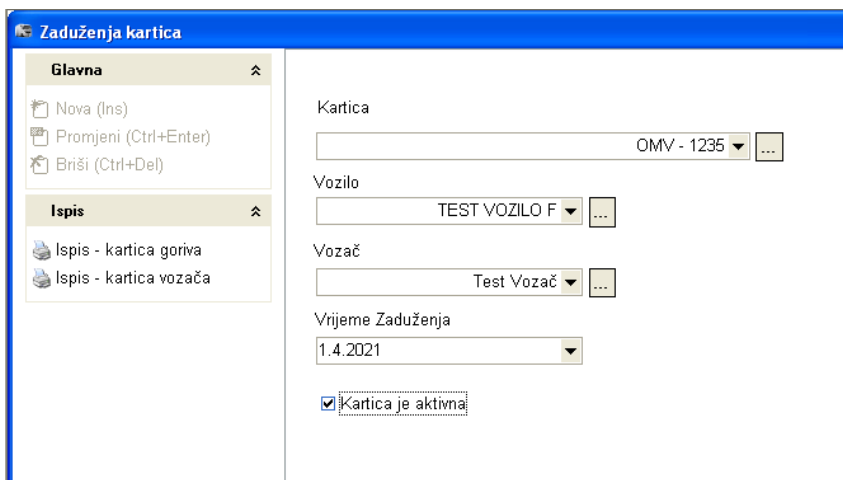 Zaduženja kartica
Glavna
Nova (Ins)
Promjeni (Ctrl+Enter)
Briši (Ctrl+Del)
Ispis
Ispis - kartica goriva
Ispis - kartica vozača
Kartica
OMV - 1235
...
Vozilo
TEST VOZILO F
...
Vozač
Test Vozač
...
Vrijeme Zaduženja
1.4.2021
Kartica je aktivna